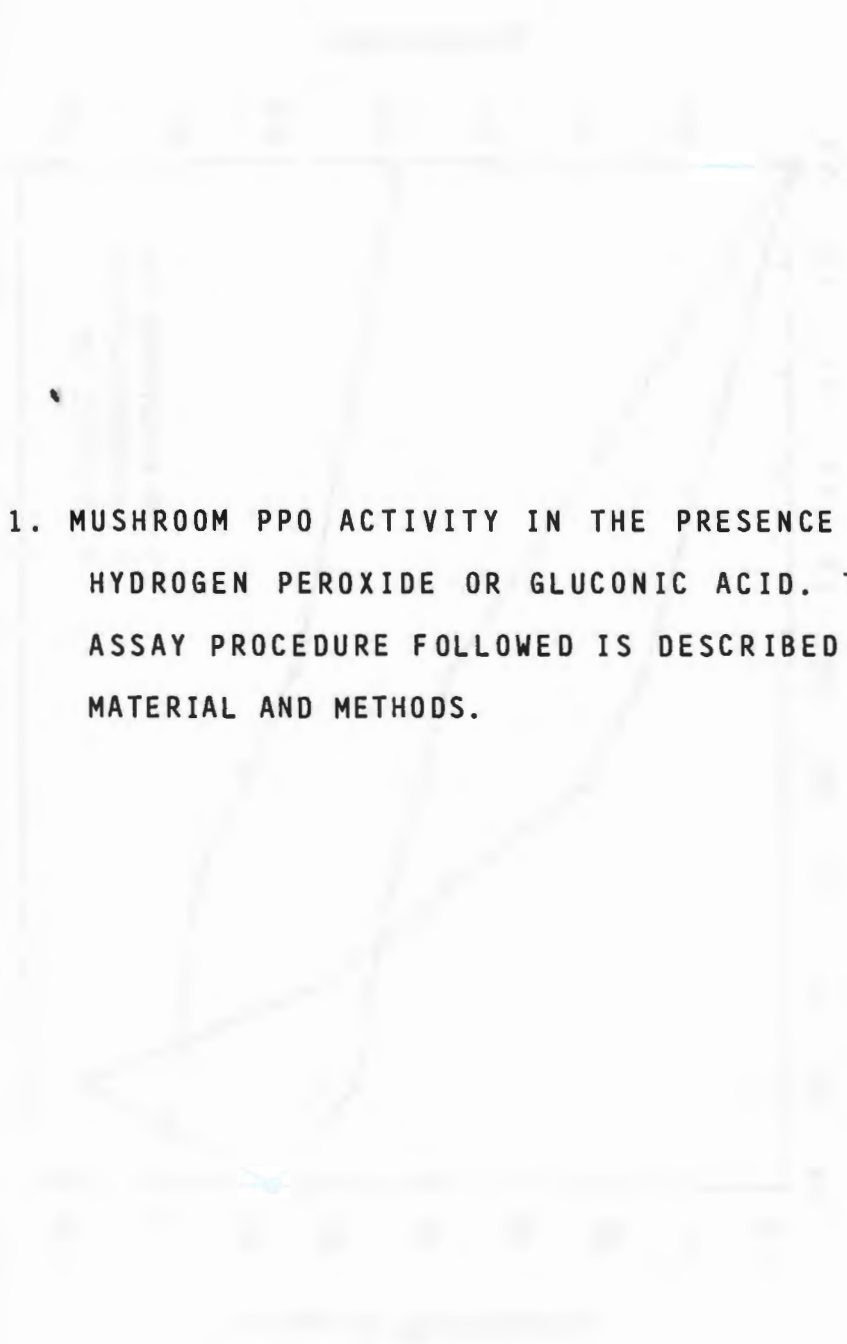 1. MUSHROOM PPO ACTIVITY IN THE PRESENCE
HYDROGEN PEROXIDE OR GLUCONIC ACID.
ASSAY PROCEDURE FOLLOWED IS DESCRIBED
MATERIAL AND METHODS.